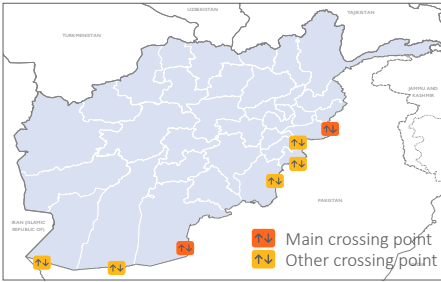 UZBEKISTAN
TAJIKISTAN
TURKMENISTAN
JAMMU AND
KASHMIR
PAKISTAN
IRAN (ISLAMIC
REPUBLIC OF)
Main crossing point
Other crossing point